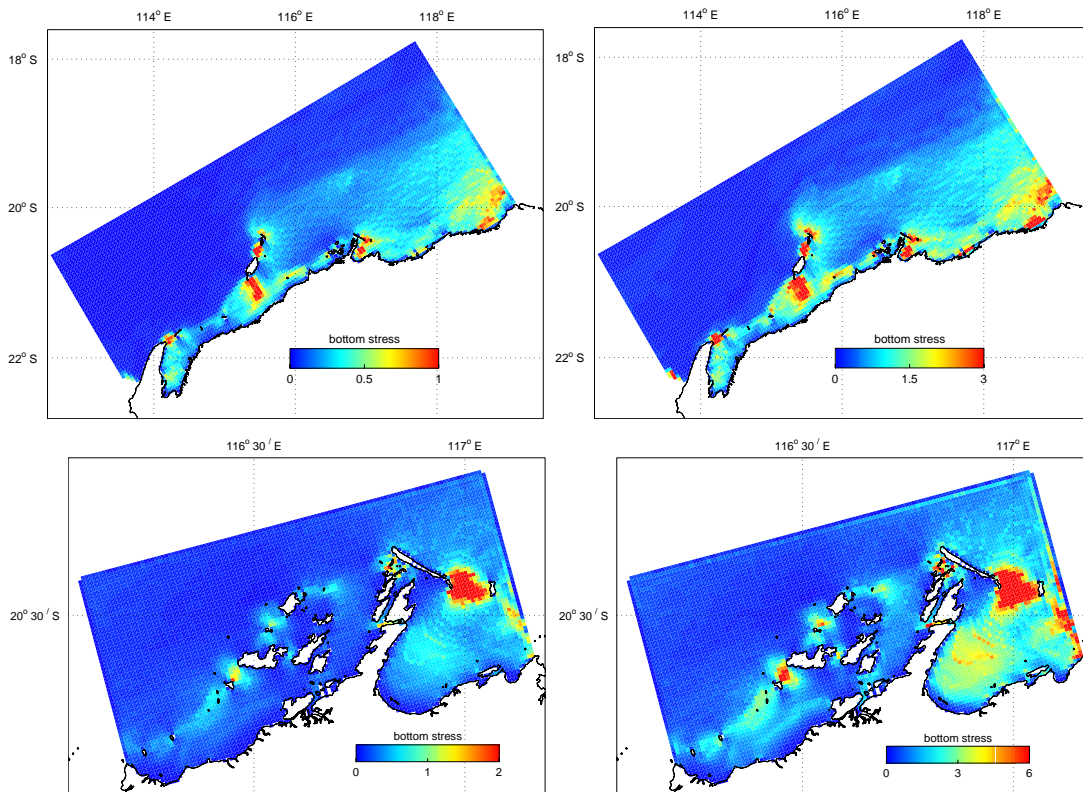 114° E 116° E 118° E
18° S
20° S
22° S
bottom stress
0 0.5 1
114° E 116° E 118° E
18° S
20° S
22° S
bottom stress
0 1.5 3
116° 30' E 117° E
20° 30' S
bottom stress
0 1 2
116° 30' E 117° E
20° 30' S
bottom stress
0 3 6